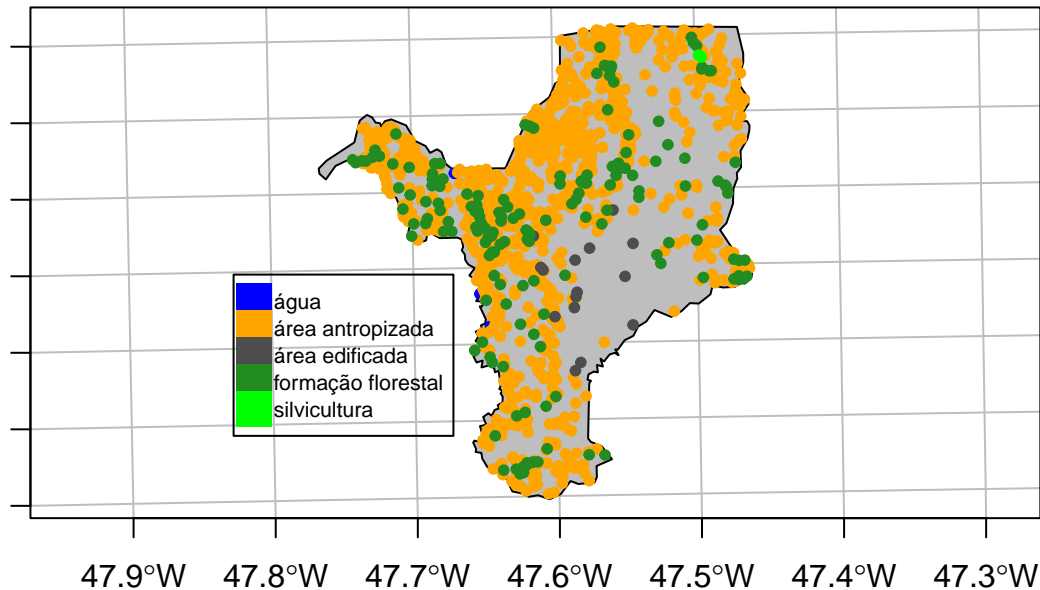 água
área antropizada
área edificada
formação florestal
silvicultura
47.9°W 47.8°W 47.7°W 47.6°W 47.5°W 47.4°W 47.3°W